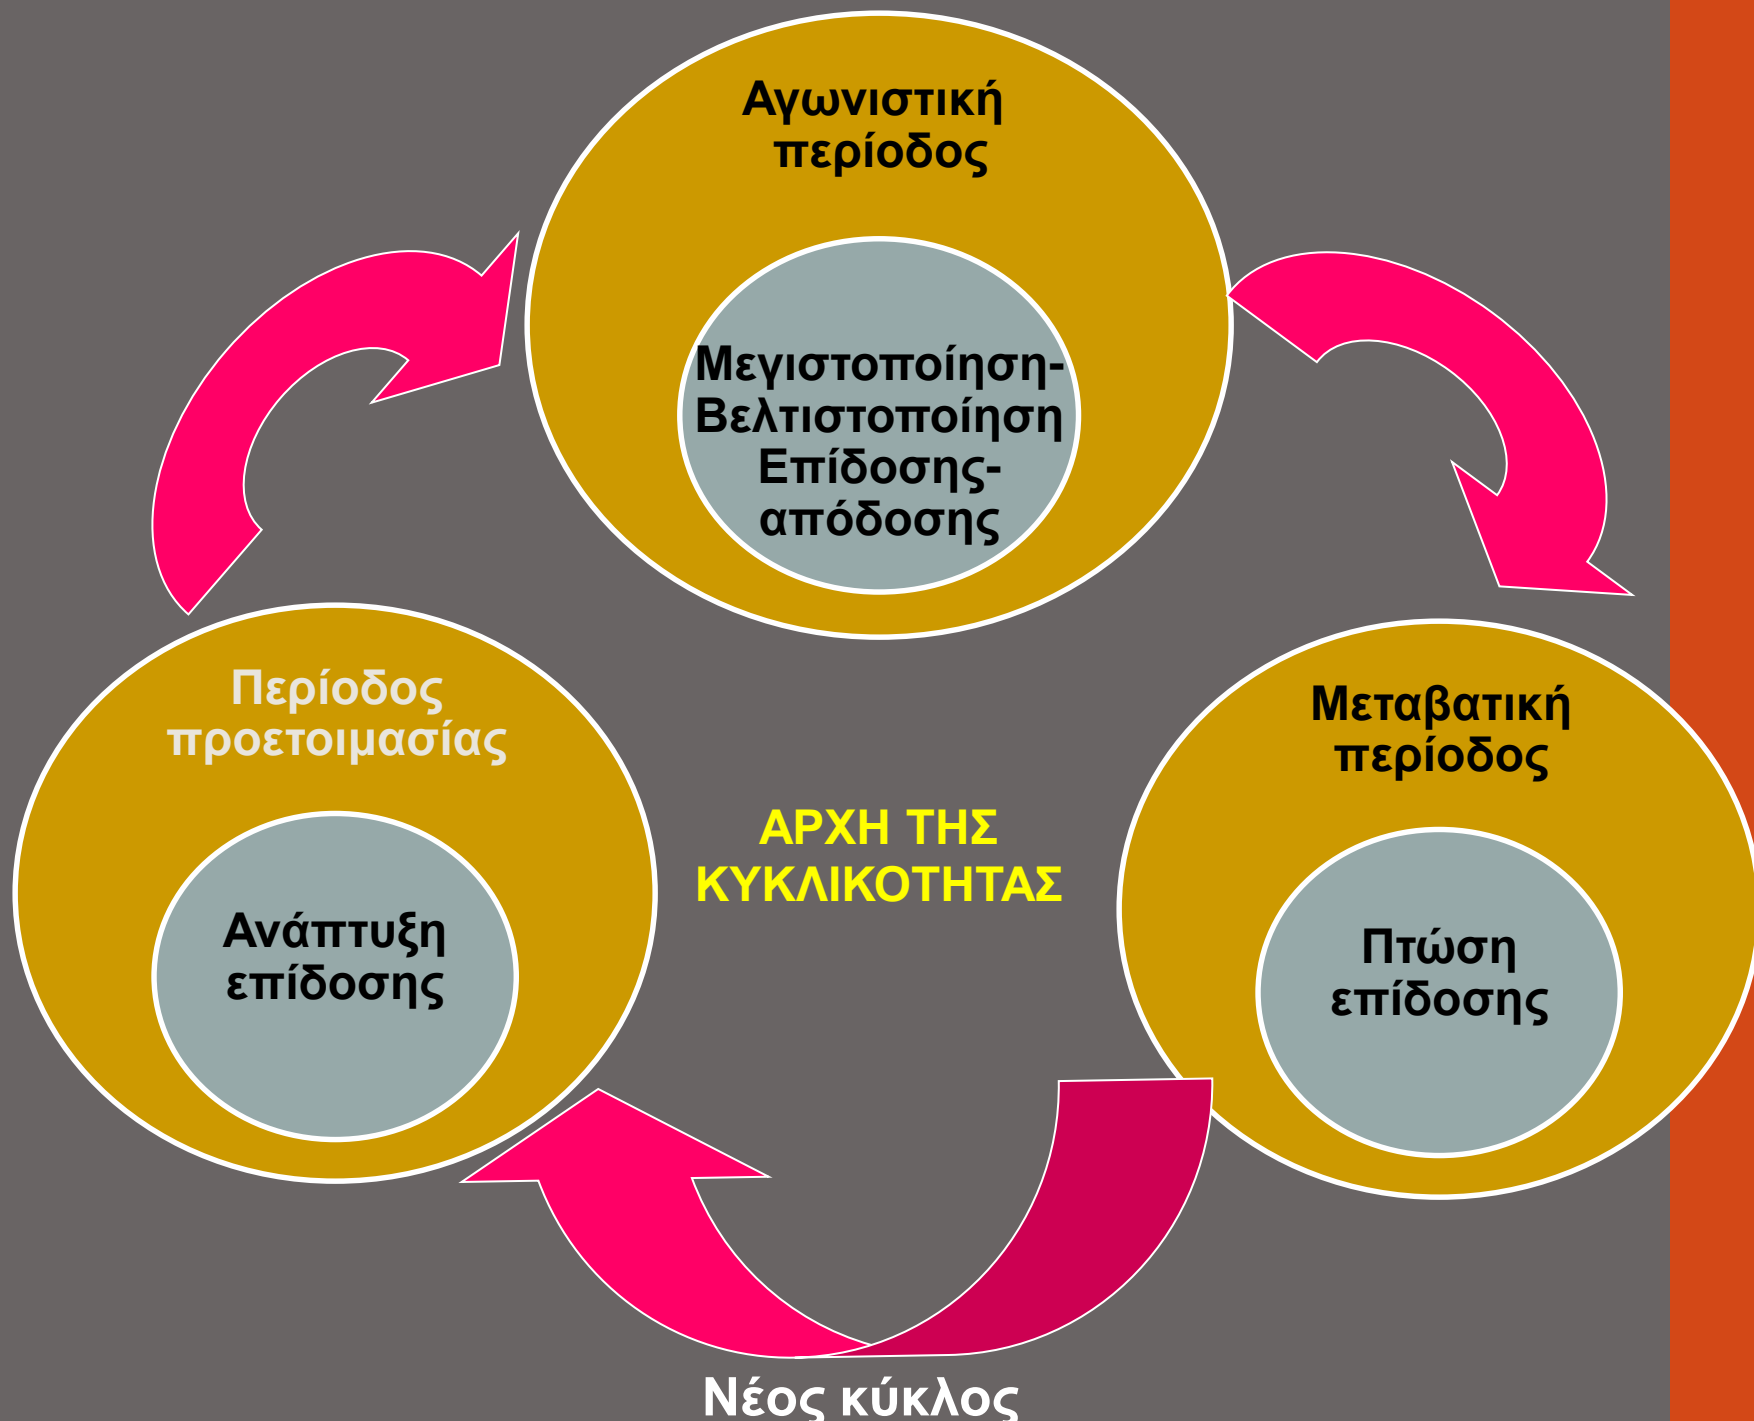 Αγωνιστική
περίοδος
Μεγιστοποίηση-
Βελτιστοποίηση
Επίδοσης-
απόδοσης
Περίοδος
προετοιμασίας
Ανάπτυξη
επίδοσης
ΑΡΧΗ ΤΗΣ
ΚΥΚΛΙΚΟΤΗΤΑΣ
Μεταβατική
περίοδος
Πτώση
επίδοσης
Νέος κύκλος